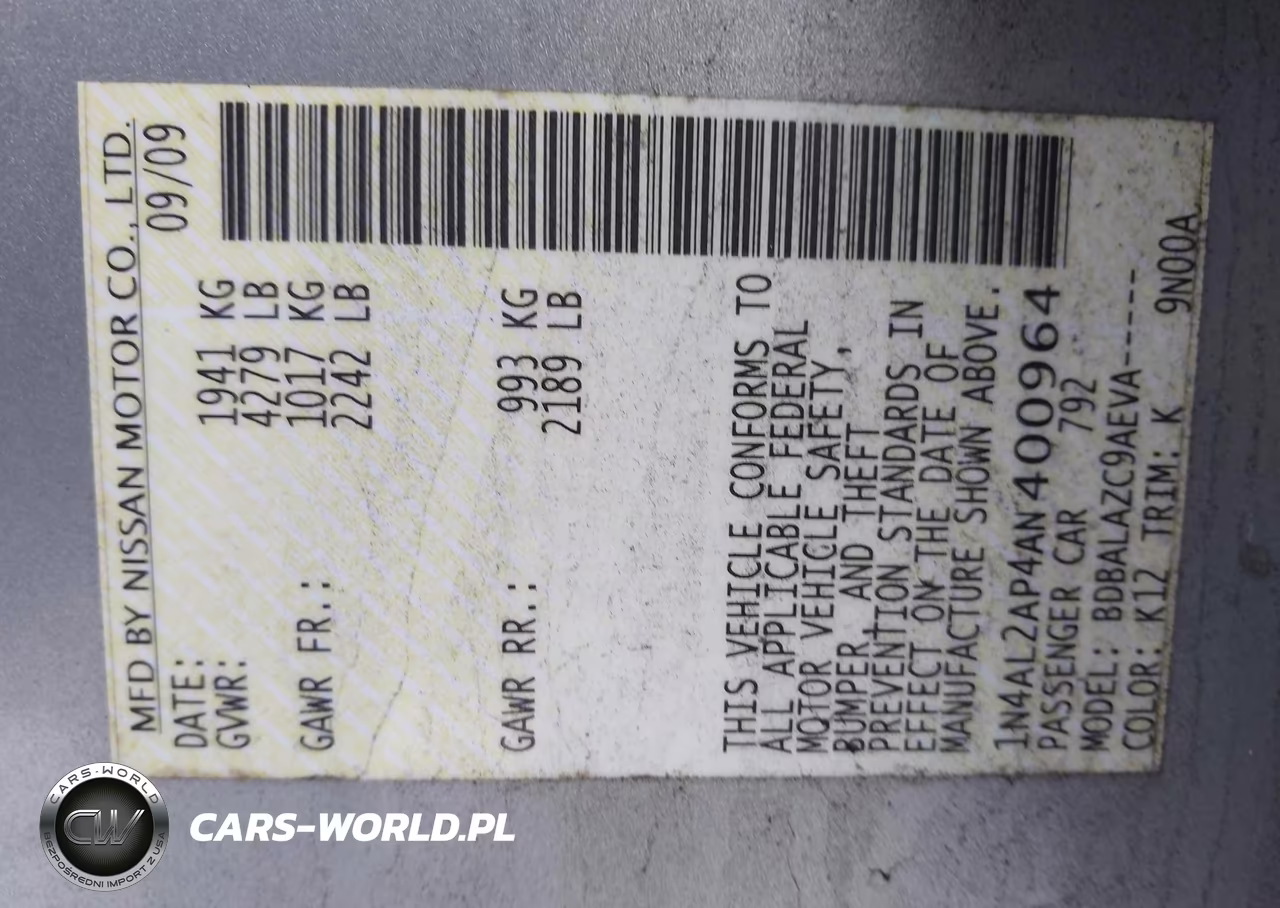 MFD BY NISSAN MOTOR CO., LTD.
DATE: 09/09
GVWR: 1941 KG
4279 LB
GAWR FR.: 1017 KG
2242 LB
GAWR RR.: 993 KG
2189 LB
THIS VEHICLE CONFORMS TO
ALL APPLICABLE FEDERAL
MOTOR VEHICLE SAFETY,
BUMPER, AND THEFT
PREVENTION STANDARDS IN
EFFECT ON THE DATE OF
MANUFACTURE SHOWN ABOVE.
1N4AL2AP4AN400964
PASSENGER CAR 792
MODEL: BDBALAZC9AEVA------
COLOR: K12 TRIM: K 9N00A
CARS-WORLD
CW
BEZPOŚREDNI IMPORT Z USA
CARS-WORLD.PL